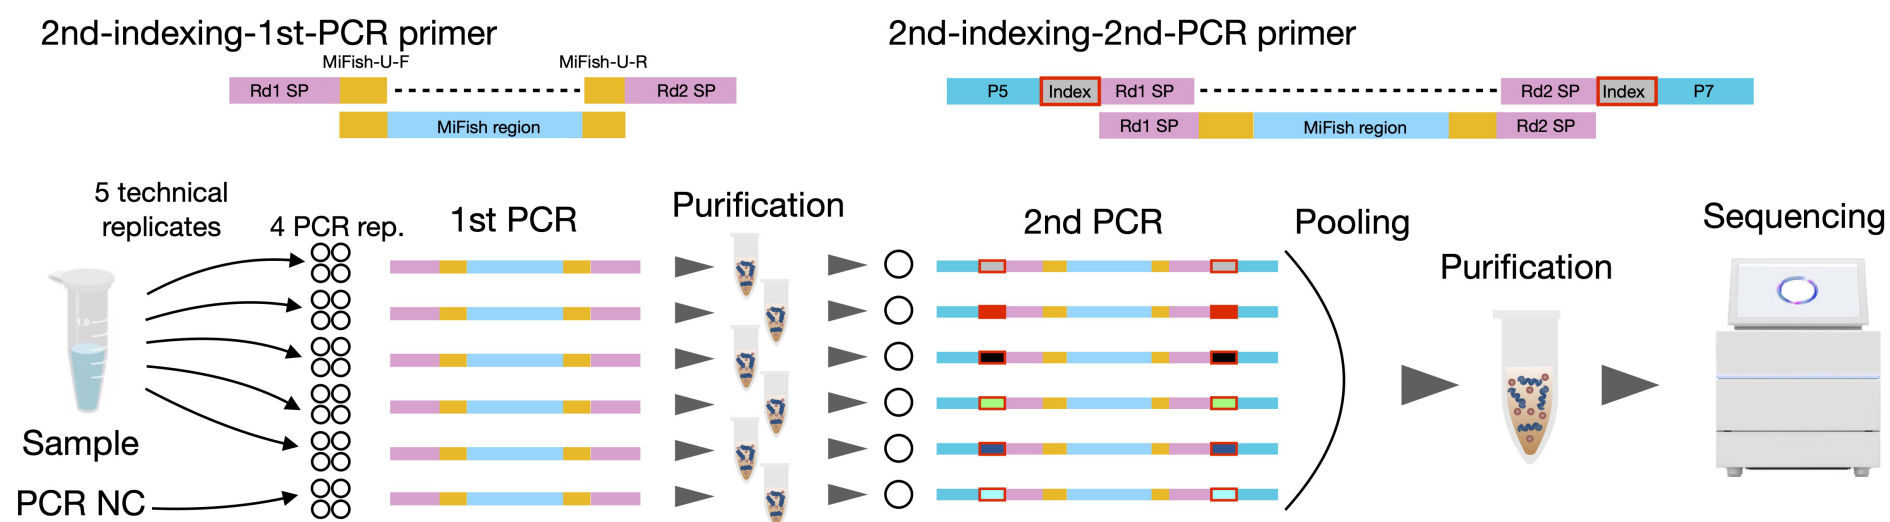 2nd-indexing-1st-PCR primer
MiFish-U-F
MiFish-U-R
Rd1 SP
Rd2 SP
MiFish region
2nd-indexing-2nd-PCR primer
P5
Index
Rd1 SP
Rd2 SP
Index
P7
Rd1 SP
MiFish region
Rd2 SP
5 technical
replicates
4 PCR rep.
1st PCR
Purification
2nd PCR
Pooling
Purification
Sequencing
1.0
Sample
PCR NC